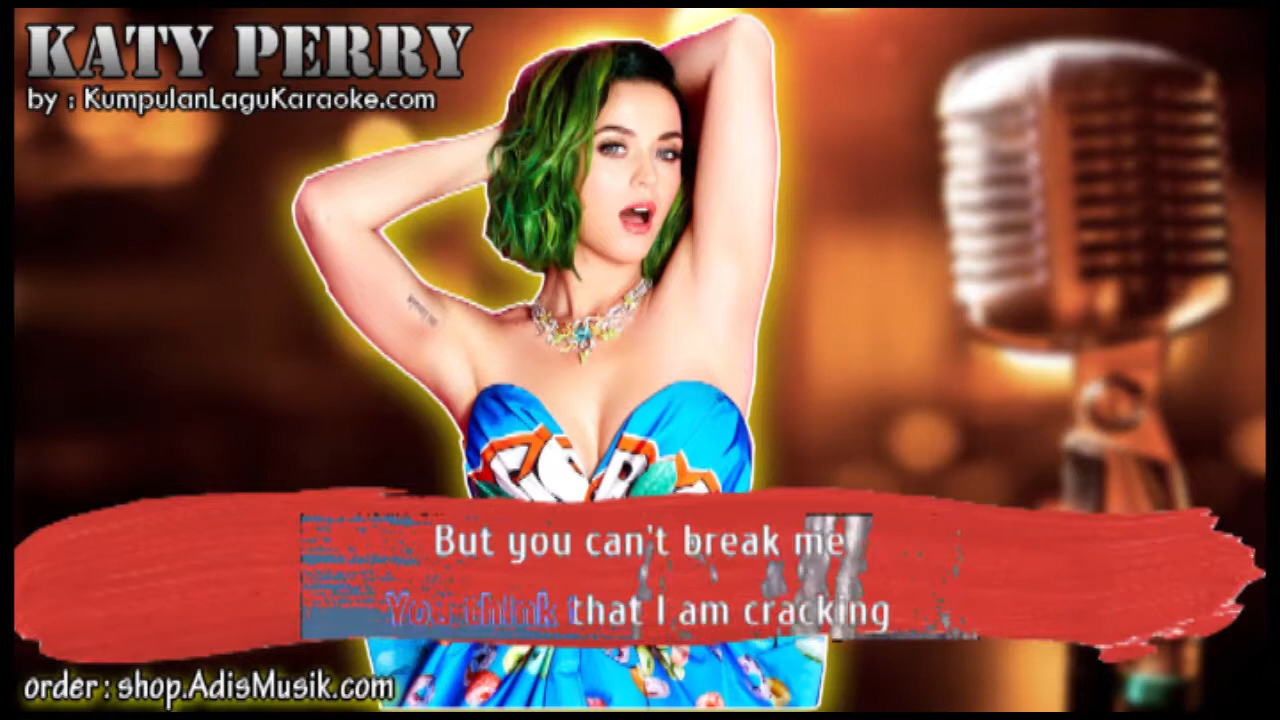 KATY PERRY
by : KumpulanLaguKaraoke.com
But you can't break me
You think that I am cracking
order : shop.AdisMusik.com